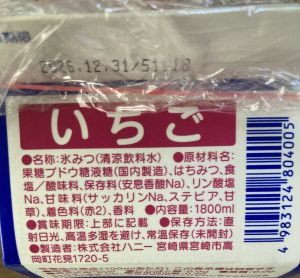 2026.12.31/51118
いちご
●名称:氷みつ(清涼飲料水) ●原材料名:
果糖ブドウ糖液糖(国内製造)、はちみつ、食
塩/酸味料、保存料(安息香酸Na)、リン酸塩
Na、甘味料(サッカリンNa、ステビア、甘
草)、着色料(赤2)、香料 ●内容量:1800ml
●賞味期限:上部に記載 ●保存方法:直
射日光、高温多湿を避け、常温保存(未開封)
●製造者:株式会社ハニー 宮崎県宮崎市高
岡町花見1720-5
4983124804005